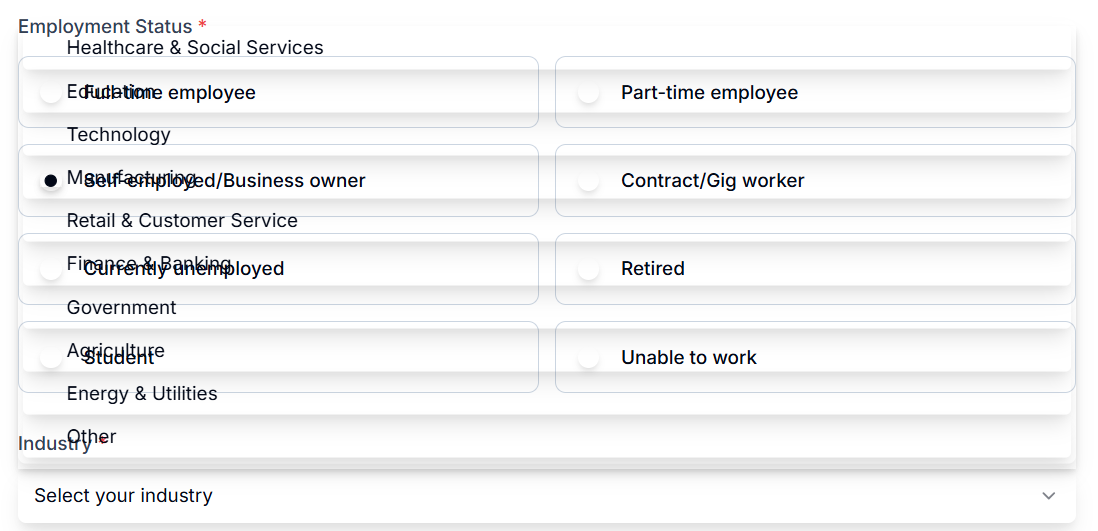 Employment Status *
Healthcare & Social Services
Full-time employee
Part-time employee
Education
Technology
Self-employed/Business owner
Contract/Gig worker
Manufacturing
Retail & Customer Service
Finance & Banking
Currently unemployed
Retired
Government
Agriculture
Student
Unable to work
Energy & Utilities
Other
Industry *
Select your industry